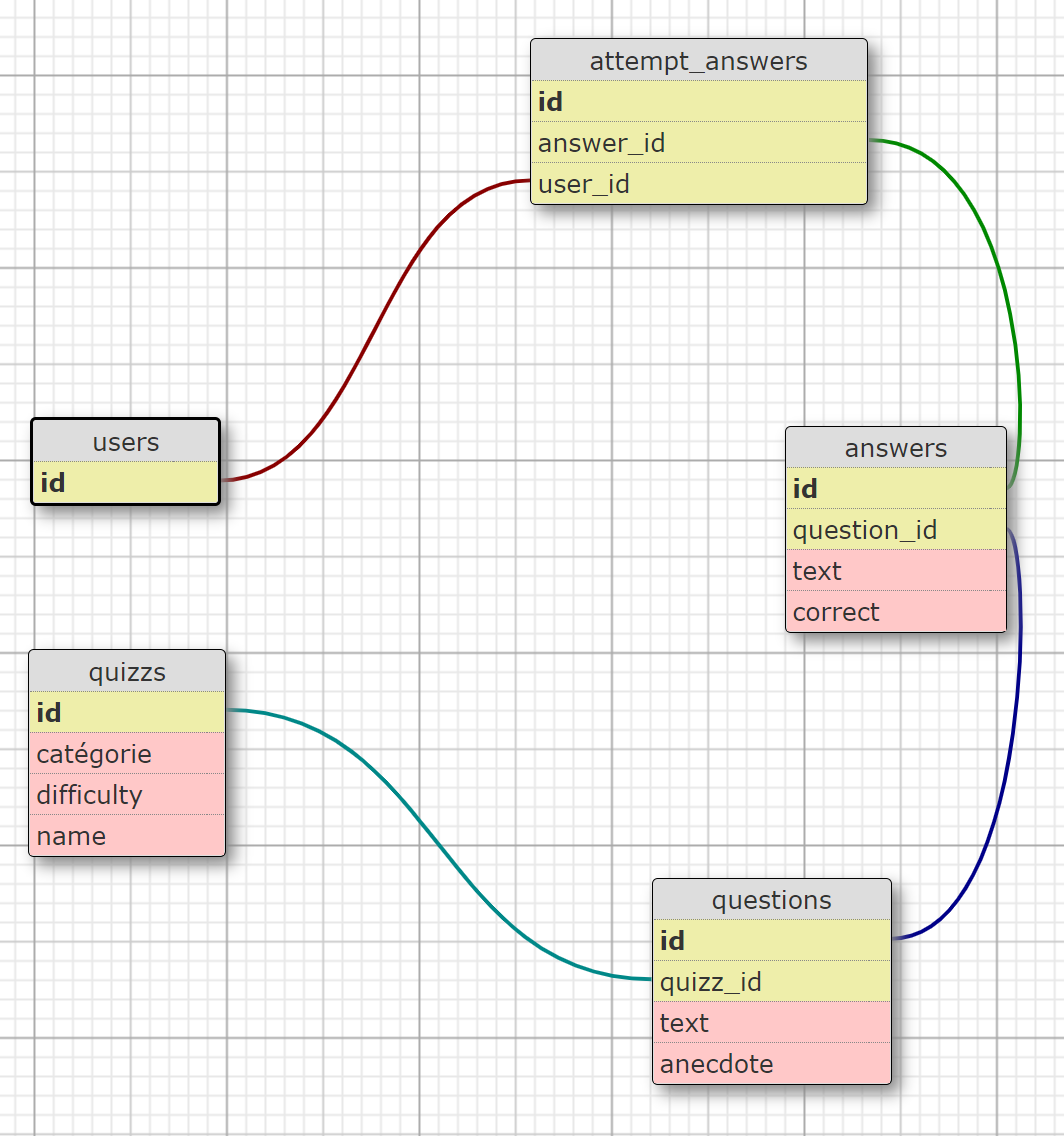 attempt_answers
id
answer_id
user_id
users
id
answers
id
question_id
text
correct
quizzs
id
catégorie
difficulty
name
questions
id
quizz_id
text
anecdote